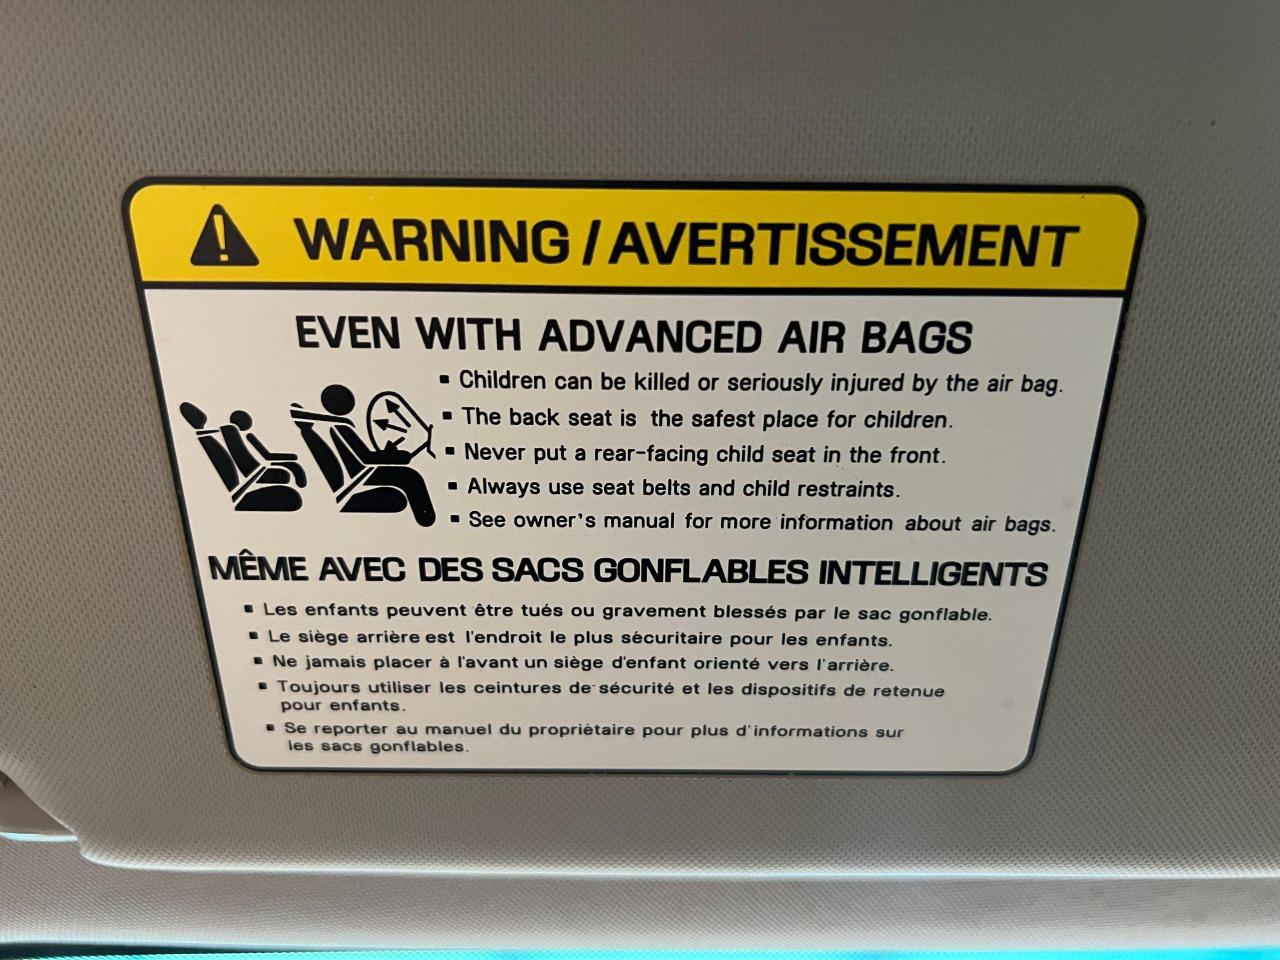 WARNING / AVERTISSEMENT
EVEN WITH ADVANCED AIR BAGS
▪ Children can be killed or seriously injured by the air bag.
▪ The back seat is the safest place for children.
▪ Never put a rear-facing child seat in the front.
▪ Always use seat belts and child restraints.
▪ See owner's manual for more information about air bags.
MÊME AVEC DES SACS GONFLABLES INTELLIGENTS
▪ Les enfants peuvent être tués ou gravement blessés par le sac gonflable.
▪ Le siège arrière est l'endroit le plus sécuritaire pour les enfants.
▪ Ne jamais placer à l'avant un siège d'enfant orienté vers l'arrière.
▪ Toujours utiliser les ceintures de sécurité et les dispositifs de retenue
pour enfants.
▪ Se reporter au manuel du propriétaire pour plus d'informations sur
les sacs gonflables.